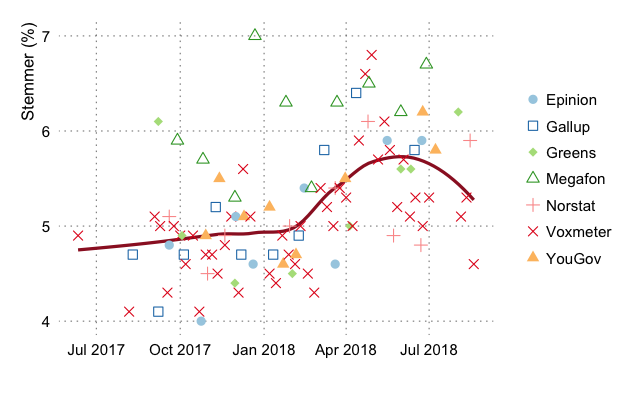 Stemmer (%)
7
6
5
4
Jul 2017
Oct 2017
Jan 2018
Apr 2018
Jul 2018
Epinion
Gallup
Greens
Megafon
Norstat
Voxmeter
YouGov